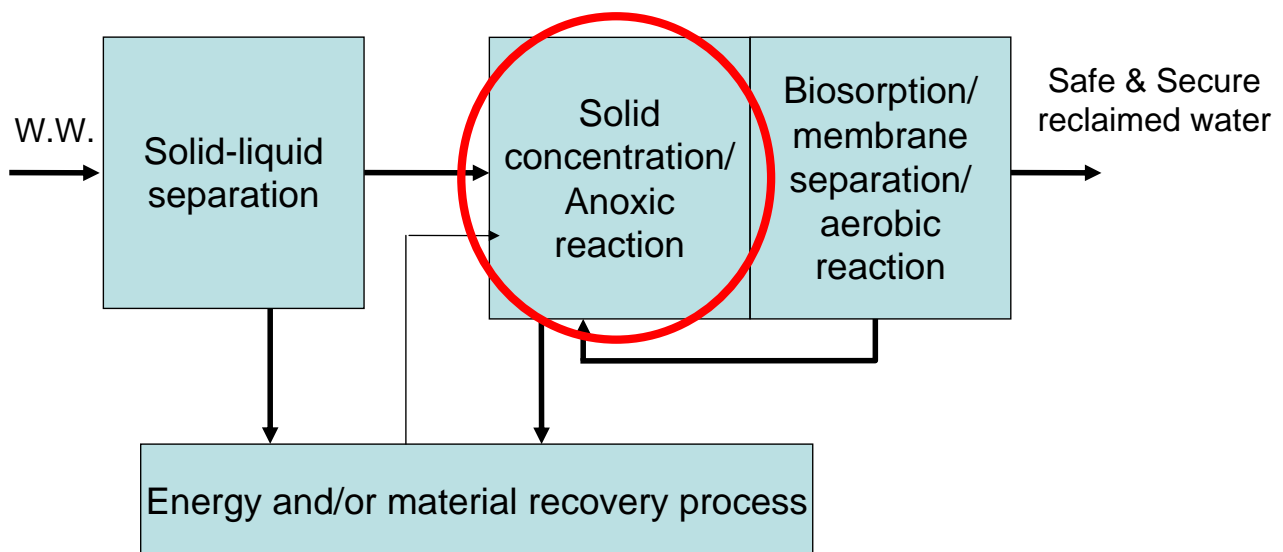 W.W.
Solid-liquid
separation
Solid
concentration/
Anoxic
reaction
Biosorption/
membrane
separation/
aerobic
reaction
Safe & Secure
reclaimed water
Energy and/or material recovery process